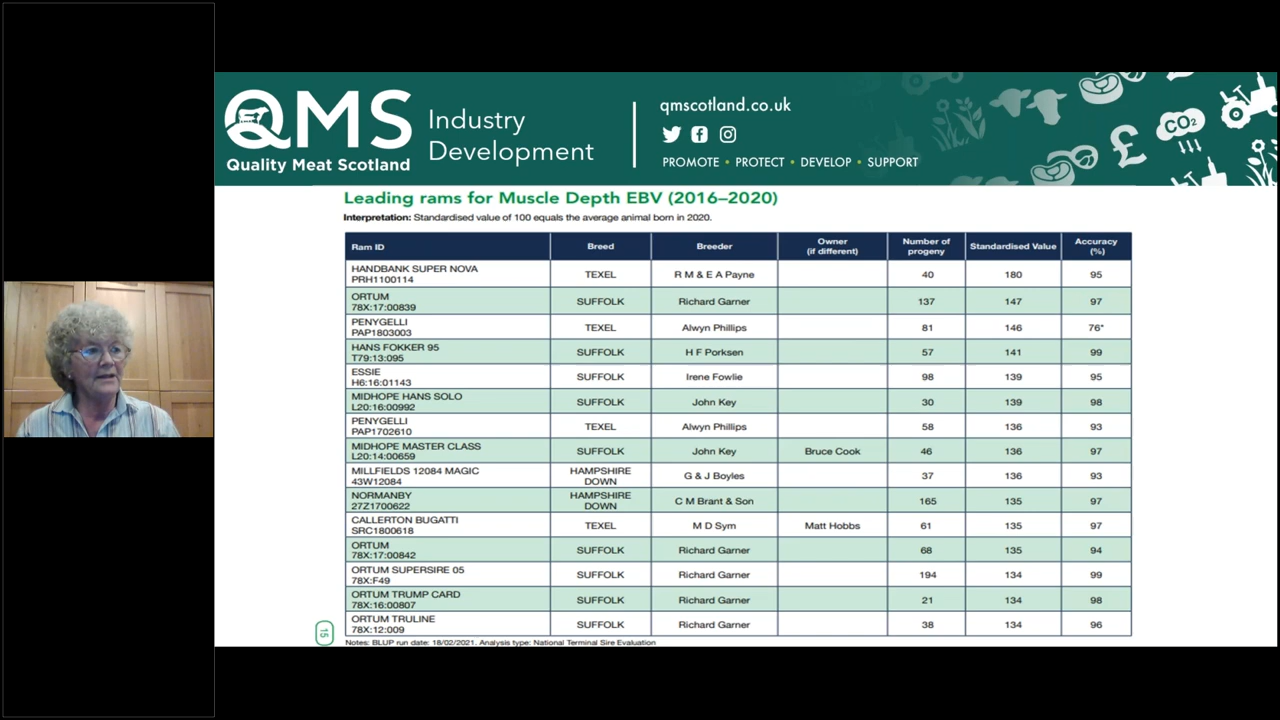 QMS
Quality Meat Scotland
Industry
Development
qmscotland.co.uk
PROMOTE • PROTECT • DEVELOP • SUPPORT
£
CO2
Leading rams for Muscle Depth EBV (2016–2020)
Interpretation: Standardised value of 100 equals the average animal born in 2020.
Ram ID Breed Breeder Owner (if different) Number of progeny Standardised Value Accuracy (%)
HANDBANK SUPER NOVA
PRH1100114 TEXEL R M & E A Payne 40 180 95
ORTUM
78X:17:00839 SUFFOLK Richard Garner 137 147 97
PENYGELLI
PAP1803003 TEXEL Alwyn Phillips 81 146 76*
HANS FOKKER 95
T79:13:095 SUFFOLK H F Porksen 57 141 99
ESSIE
H6:16:01143 SUFFOLK Irene Fowlie 98 139 95
MIDHOPE HANS SOLO
L20:16:00992 SUFFOLK John Key 30 139 98
PENYGELLI
PAP1702610 TEXEL Alwyn Phillips 58 136 93
MIDHOPE MASTER CLASS
L20:14:00659 SUFFOLK John Key Bruce Cook 46 136 97
MILLFIELDS 12084 MAGIC
43W12084 HAMPSHIRE DOWN G & J Boyles 37 136 93
NORMANBY
27Z1700622 HAMPSHIRE DOWN C M Brant & Son 165 135 97
CALLERTON BUGATTI
SRC1800618 TEXEL M D Sym Matt Hobbs 61 135 97
ORTUM
78X:17:00842 SUFFOLK Richard Garner 68 135 94
ORTUM SUPERSIRE 05
78X:F49 SUFFOLK Richard Garner 194 134 99
ORTUM TRUMP CARD
78X:16:00807 SUFFOLK Richard Garner 21 134 98
ORTUM TRULINE
78X:12:009 SUFFOLK Richard Garner 38 134 96
15
Notes: BLUP run date: 18/02/2021. Analysis type: National Terminal Sire Evaluation